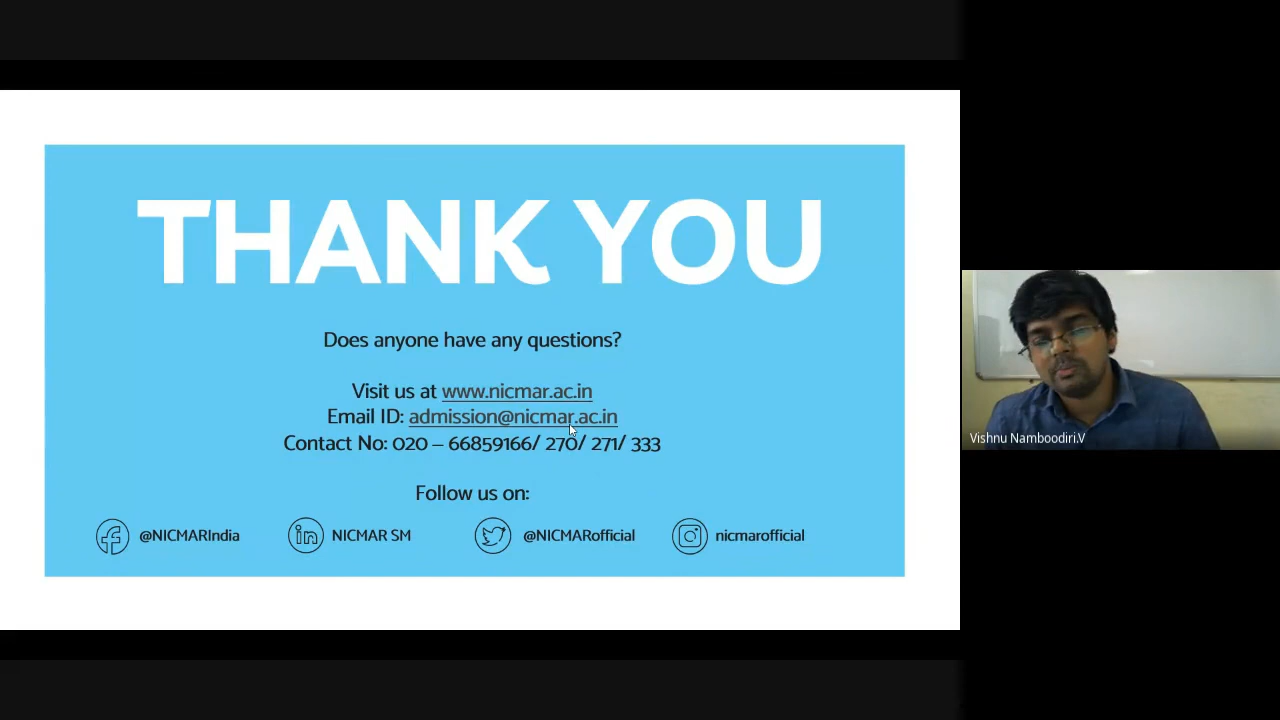 THANK YOU
Does anyone have any questions?
Visit us at www.nicmar.ac.in
Email ID: admission@nicmar.ac.in
Contact No: 020 – 66859166/ 270/ 271/ 333
Follow us on:
@NICMARIndia NICMAR SM @NICMARofficial nicmarofficial
Vishnu Namboodiri.V